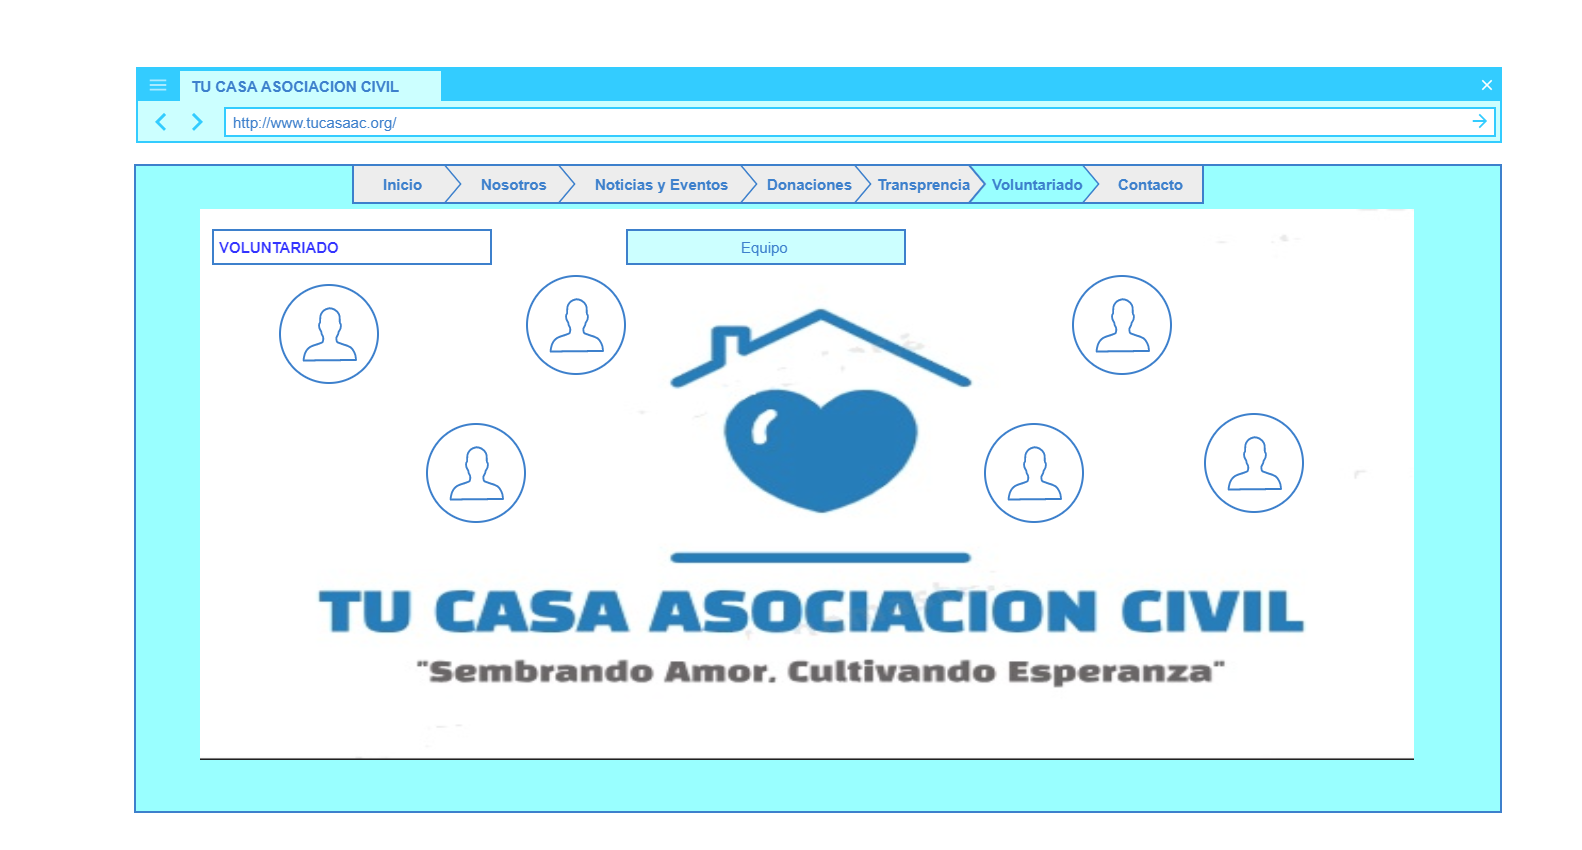 TU CASA ASOCIACION CIVIL
http://www.tucasaac.org/
Inicio Nosotros Noticias y Eventos Donaciones Transprencia Voluntariado Contacto
VOLUNTARIADO Equipo
TU CASA ASOCIACION CIVIL
"Sembrando Amor. Cultivando Esperanza"